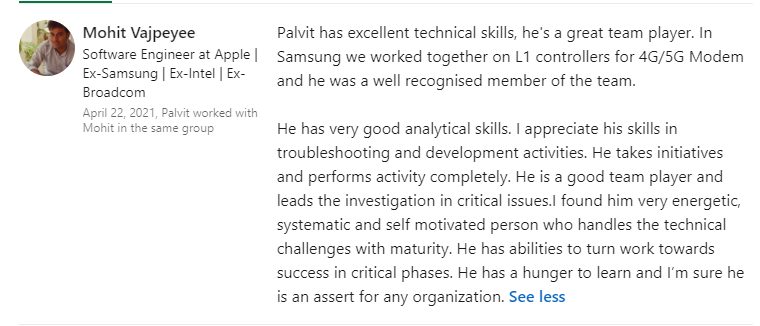 Mohit Vajpeyee
Software Engineer at Apple |
Ex-Samsung | Ex-Intel | Ex-
Broadcom
April 22, 2021, Palvit worked with
Mohit in the same group
Palvit has excellent technical skills, he's a great team player. In
Samsung we worked together on L1 controllers for 4G/5G Modem
and he was a well recognised member of the team.
He has very good analytical skills. I appreciate his skills in
troubleshooting and development activities. He takes initiatives
and performs activity completely. He is a good team player and
leads the investigation in critical issues.I found him very energetic,
systematic and self motivated person who handles the technical
challenges with maturity. He has abilities to turn work towards
success in critical phases. He has a hunger to learn and I'm sure he
is an assert for any organization. See less